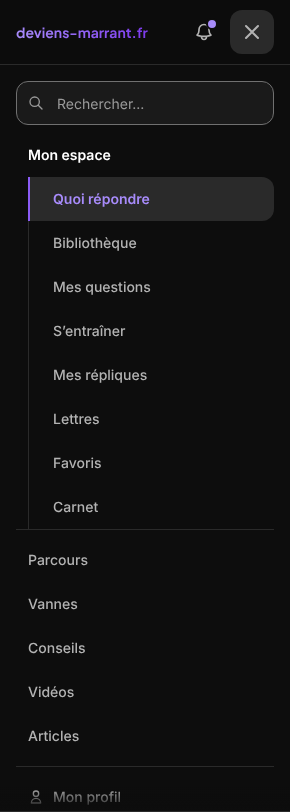 deviens-marrant.fr
Rechercher...
Mon espace
Quoi répondre
Bibliothèque
Mes questions
S’entraîner
Mes répliques
Lettres
Favoris
Carnet
Parcours
Vannes
Conseils
Vidéos
Articles
Mon profil